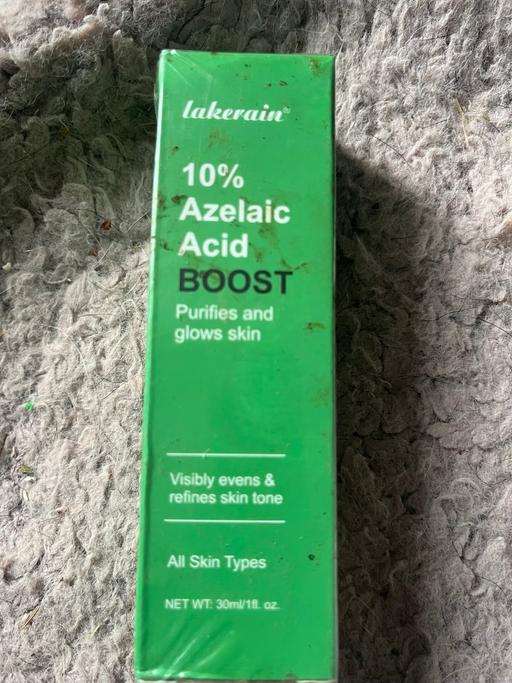 lakerain®
10%
Azelaic
Acid
BOOST
Purifies and
glows skin
Visibly evens &
refines skin tone
All Skin Types
NET WT: 30ml/1fl. oz.